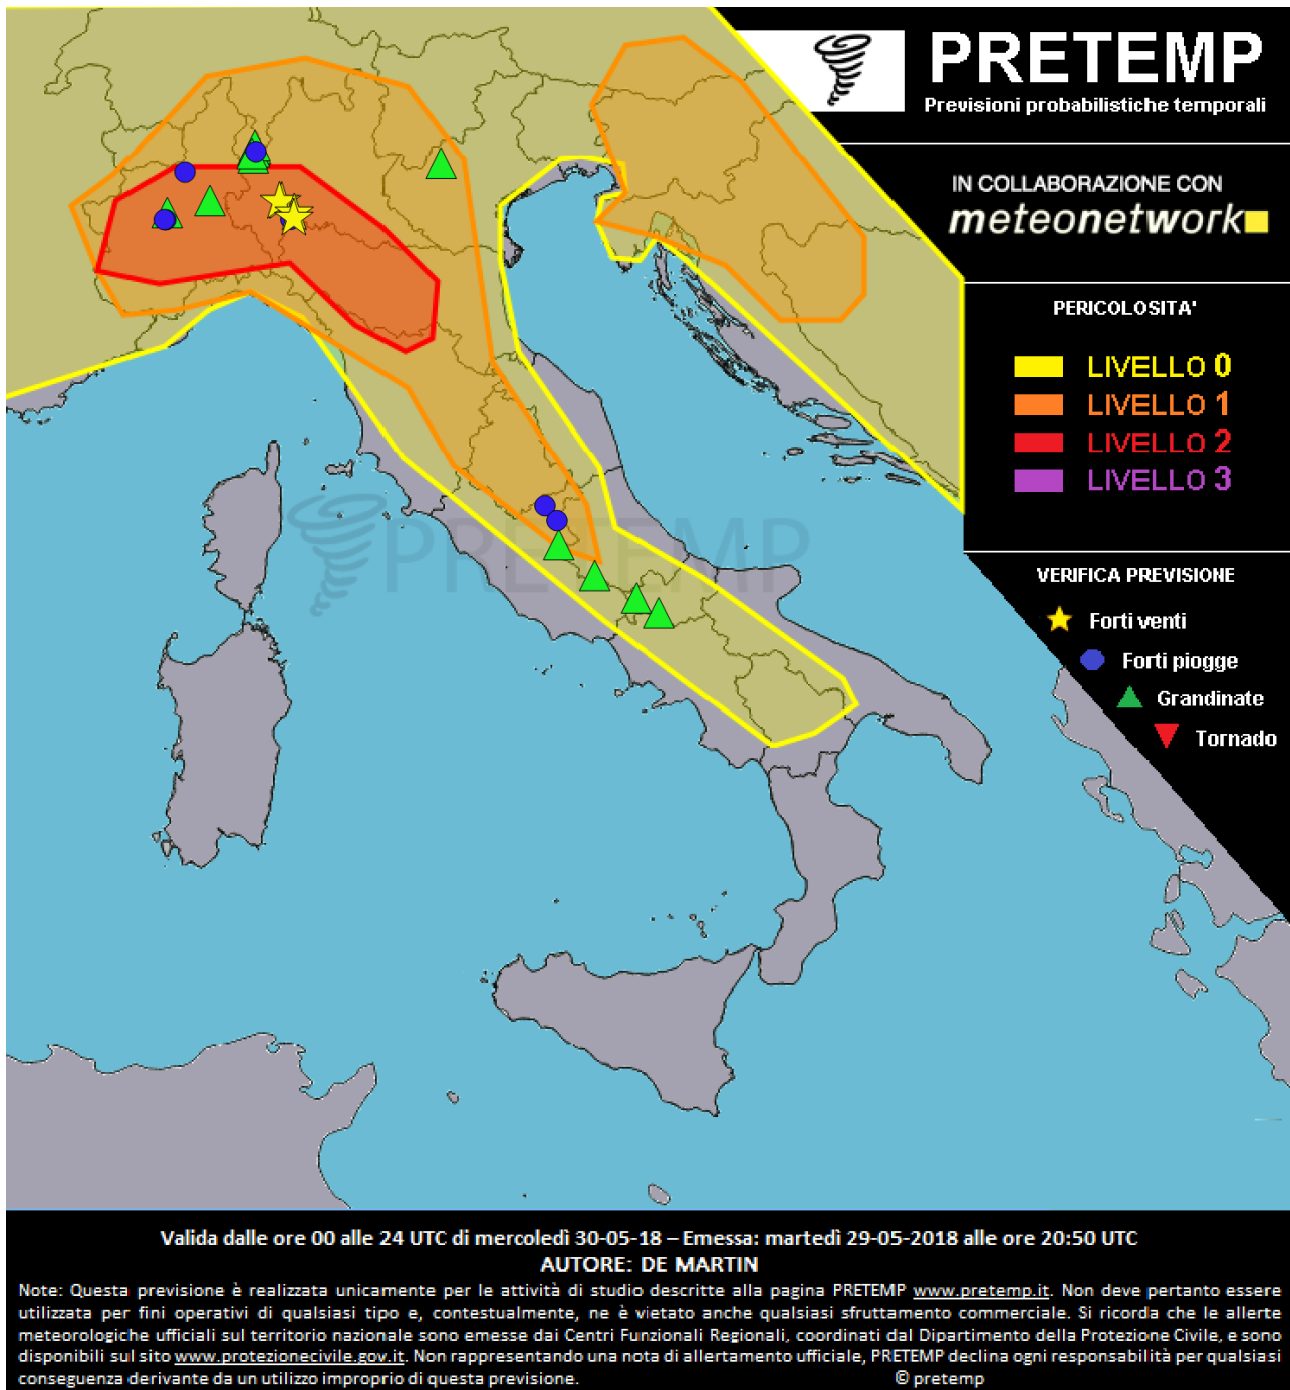 PRETEMP
Previsioni probabilistiche temporali
IN COLLABORAZIONE CON
meteonetwork
PERICOLOSITA'
LIVELLO 0
LIVELLO 1
LIVELLO 2
LIVELLO 3
PRETEMP
VERIFICA PREVISIONE
Forti venti
Forti piogge
Grandinate
Tornado
Valida dalle ore 00 alle 24 UTC di mercoledì 30-05-18 – Emessa: martedì 29-05-2018 alle ore 20:50 UTC
AUTORE: DE MARTIN
Note: Questa previsione è realizzata unicamente per le attività di studio descritte alla pagina PRETEMP www.pretemp.it. Non deve pertanto essere
utilizzata per fini operativi di qualsiasi tipo e, contestualmente, ne è vietato anche qualsiasi sfruttamento commerciale. Si ricorda che le allerte
meteorologiche ufficiali sul territorio nazionale sono emesse dai Centri Funzionali Regionali, coordinati dal Dipartimento della Protezione Civile, e sono
disponibili sul sito www.protezionecivile.gov.it. Non rappresentando una nota di allertamento ufficiale, PRETEMP declina ogni responsabilità per qualsiasi
conseguenza derivante da un utilizzo improprio di questa previsione. © pretemp